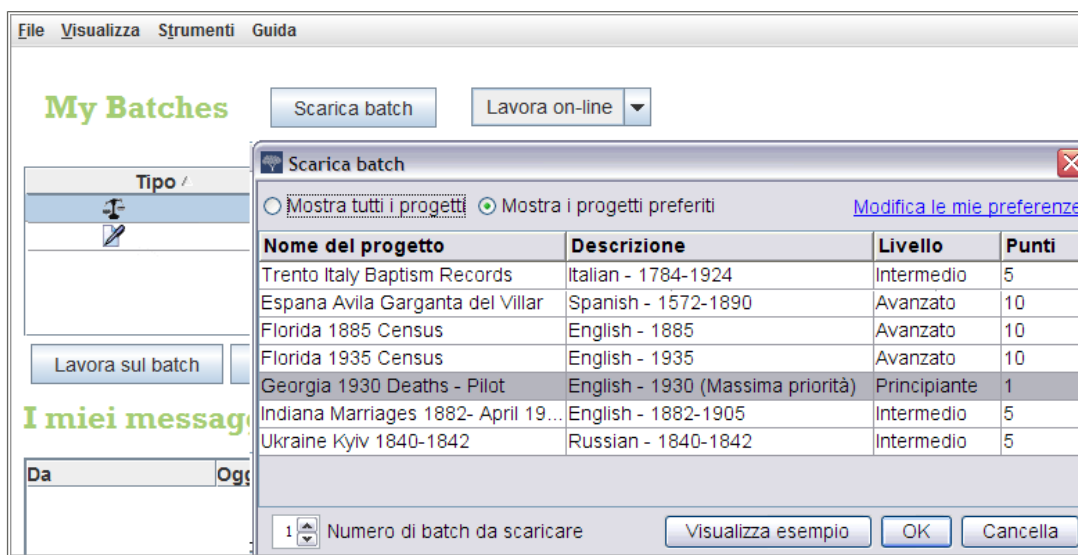 File Visualizza Strumenti Guida
My Batches Scarica batch Lavora on-line
Scarica batch
Tipo
Mostra tutti i progetti Mostra i progetti preferiti Modifica le mie preferenze
Nome del progetto Descrizione Livello Punti
Trento Italy Baptism Records Italian - 1784-1924 Intermedio 5
Espana Avila Garganta del Villar Spanish - 1572-1890 Avanzato 10
Florida 1885 Census English - 1885 Avanzato 10
Florida 1935 Census English - 1935 Avanzato 10
Lavora sul batch
Georgia 1930 Deaths - Pilot English - 1930 (Massima priorità) Principiante 1
Indiana Marriages 1882- April 19... English - 1882-1905 Intermedio 5
I miei messag
Ukraine Kyiv 1840-1842 Russian - 1840-1842 Intermedio 5
Da Ogg
1 Numero di batch da scaricare Visualizza esempio OK Cancella